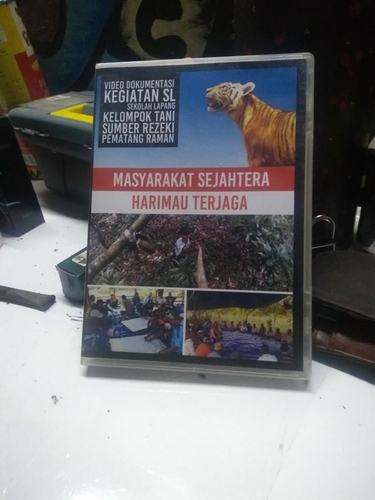 VIDEO DOKUMENTASI
KEGIATAN SL
SEKOLAH LAPANG
KELOMPOK TANI
SUMBER REZEKI
PEMATANG RAMAN
MASYARAKAT SEJAHTERA
HARIMAU TERJAGA